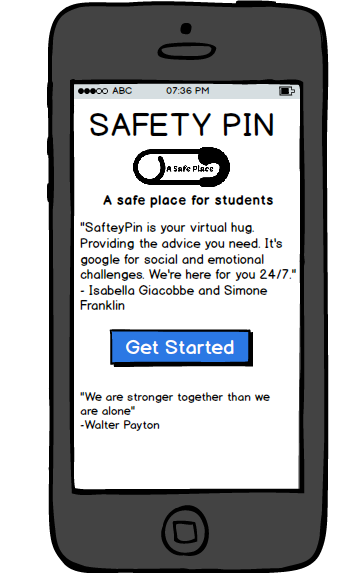 ABC 07:36 PM
SAFETY PIN
A Safe Place
A safe place for students
"SafteyPin is your virtual hug.
Providing the advice you need. It's
google for social and emotional
challenges. We're here for you 24/7."
- Isabella Giacobbe and Simone
Franklin
Get Started
"We are stronger together than we
are alone"
-Walter Payton